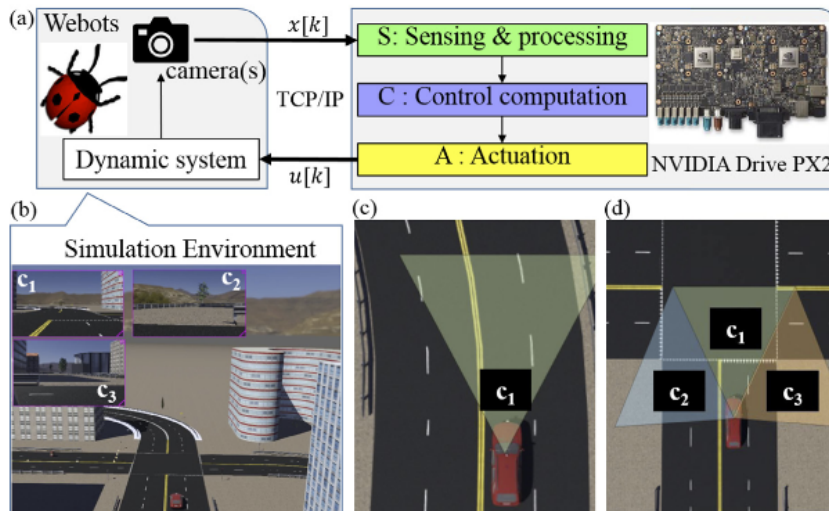 (a)
Webots
camera(s)
Dynamic system
x[k]
TCP/IP
u[k]
S: Sensing & processing
C : Control computation
A : Actuation
NVIDIA Drive PX2
(b)
Simulation Environment
c₁
c₂
c₃
(c)
c₁
(d)
c₁
c₂
c₃